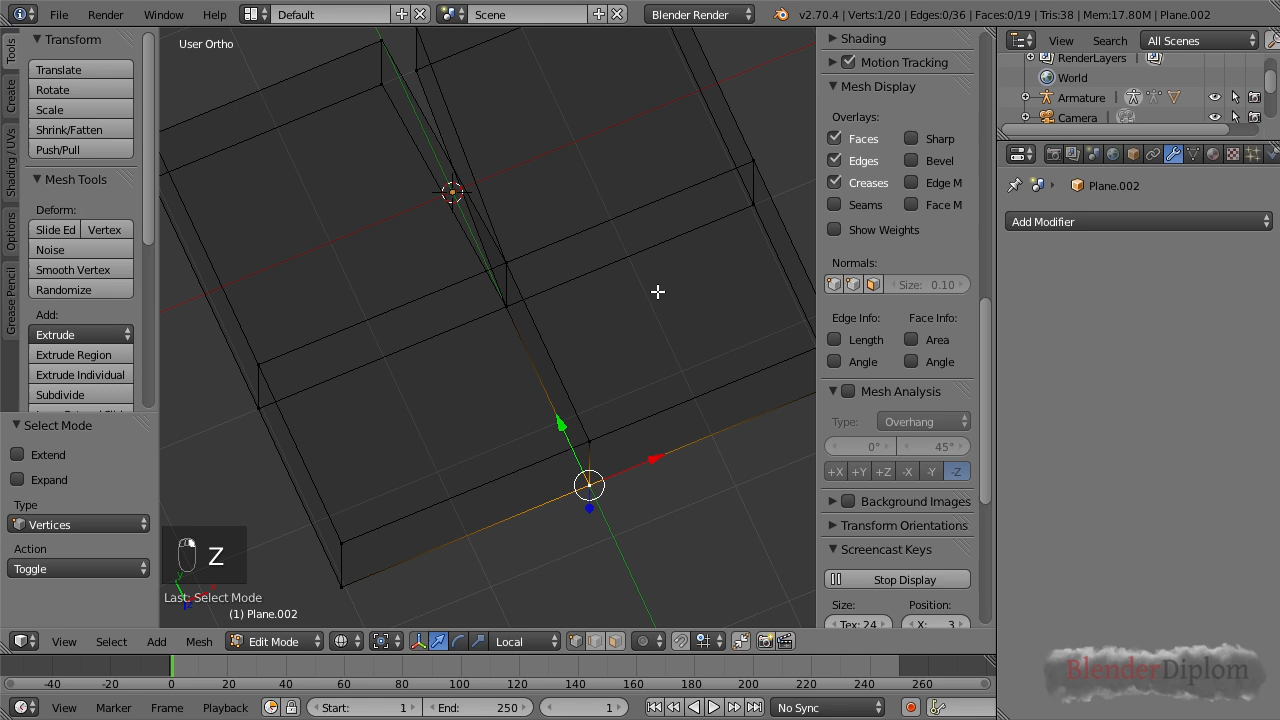 File Render Window Help Default Scene Blender Render v2.70.4 | Verts:1/20 | Edges:0/36 | Faces:0/19 | Tris:38 | Mem:17.80M | Plane.002
Tools
Create
Shading / UVs
Options
Grease Pencil
Transform
Translate
Rotate
Scale
Shrink/Fatten
Push/Pull
Mesh Tools
Deform:
Slide Ed Vertex
Noise
Smooth Vertex
Randomize
Add:
Extrude
Extrude Region
Extrude Individual
Subdivide
Select Mode
Extend
Expand
Type
Vertices
Action
Toggle
User Ortho
Z
Last: Select Mode
(1) Plane.002
View Select Add Mesh Edit Mode Local
Shading
Motion Tracking
Mesh Display
Overlays:
Faces Sharp
Edges Bevel
Creases Edge M
Seams Face M
Show Weights
Normals:
Size: 0.10
Edge Info: Face Info:
Length Area
Angle Angle
Mesh Analysis
Type: Overhang
0° 45°
+X +Y +Z -X -Y -Z
Background Images
Transform Orientations
Screencast Keys
Stop Display
Size: Position:
Tex: 24 X: 3
View Search All Scenes
RenderLayers
World
Armature
Camera
Plane.002
Add Modifier
-40 -20 0 20 40 60 80 100 120 140 160 180 200 220 240 260
View Marker Frame Playback Start: 1 End: 250 1 No Sync
BlenderDiplom